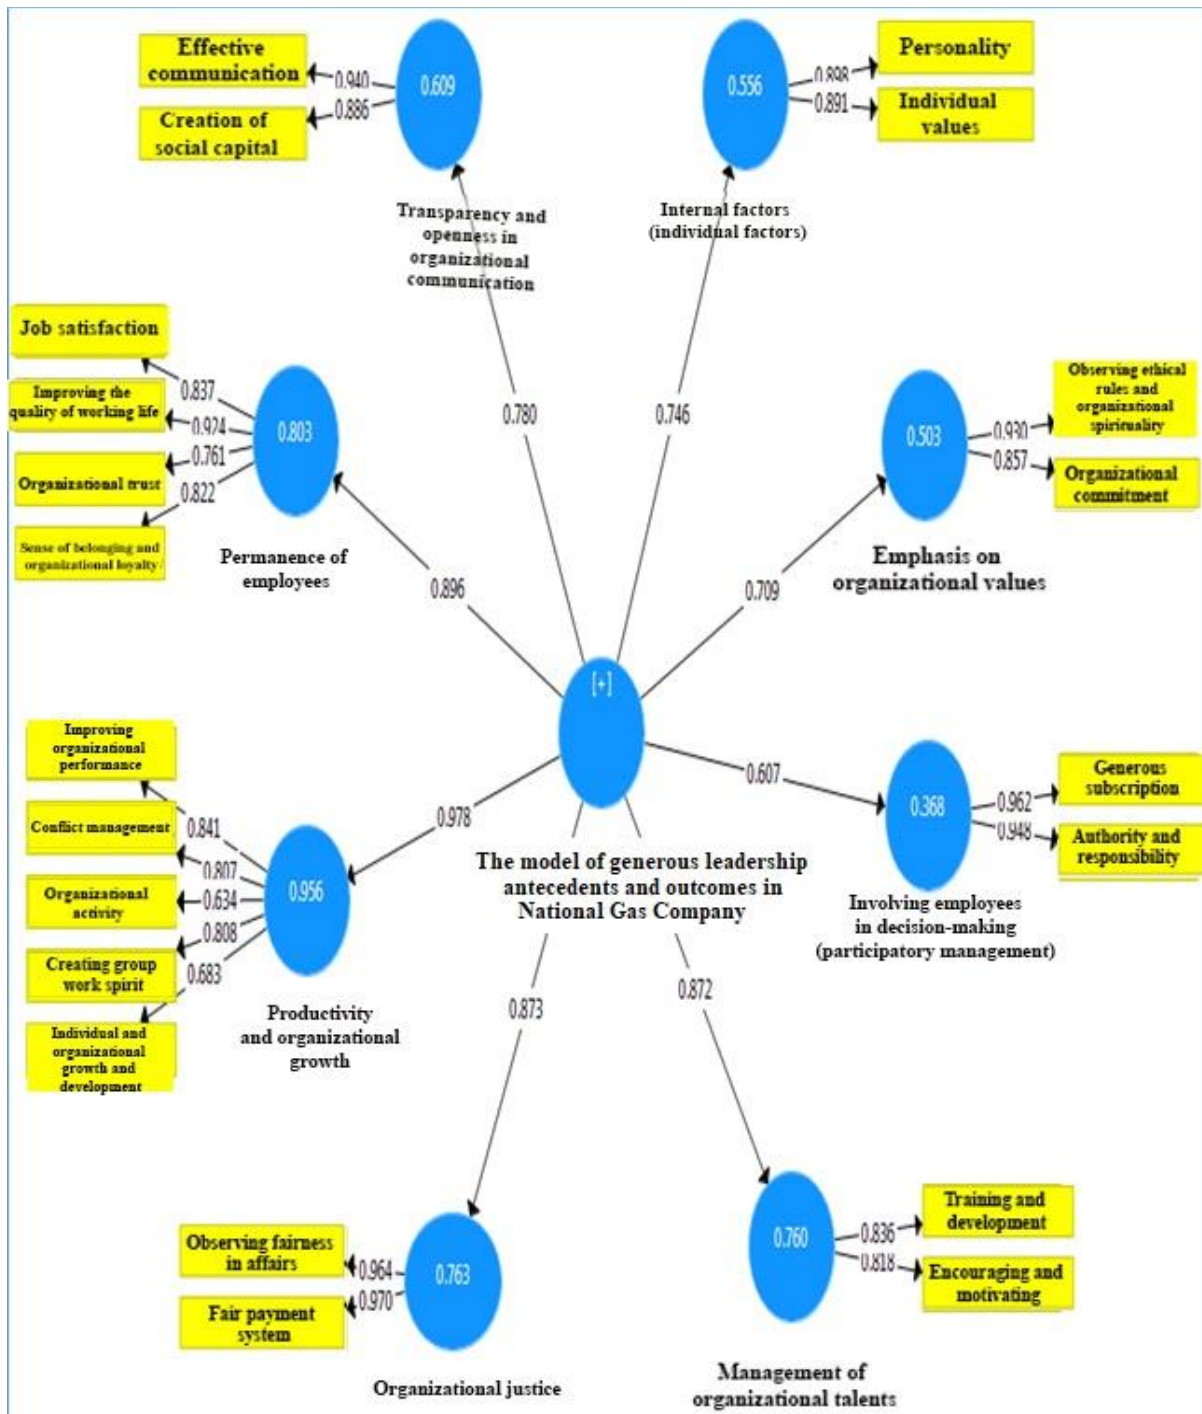 Effective
communication
Creation of
social capital
0.940
0.886
0.609
Transparency and
openness in
organizational
communication
0.556
0.898
0.891
Personality
Individual
values
Internal factors
(individual factors)
Job satisfaction
Improving the
quality of working life
Organizational trust
Sense of belonging and
organizational loyalty
0.837
0.924
0.761
0.822
0.803
Permanence of
employees
0.780
0.746
0.896
0.709
0.503
0.930
0.857
Observing ethical
rules and
organizational
spirituality
Organizational
commitment
Emphasis on
organizational values
[+]
0.607
0.978
0.368
0.962
0.948
Generous
subscription
Authority and
responsibility
Involving employees
in decision-making
(participatory management)
The model of generous leadership
antecedents and outcomes in
National Gas Company
Improving
organizational
performance
Conflict management
Organizational
activity
Creating group
work spirit
Individual and
organizational
growth and
development
0.841
0.807
0.634
0.808
0.683
0.956
Productivity
and organizational
growth
0.873
0.872
Observing fairness
in affairs
Fair payment
system
0.964
0.970
0.763
Organizational justice
0.760
0.836
0.818
Training and
development
Encouraging and
motivating
Management of
organizational talents